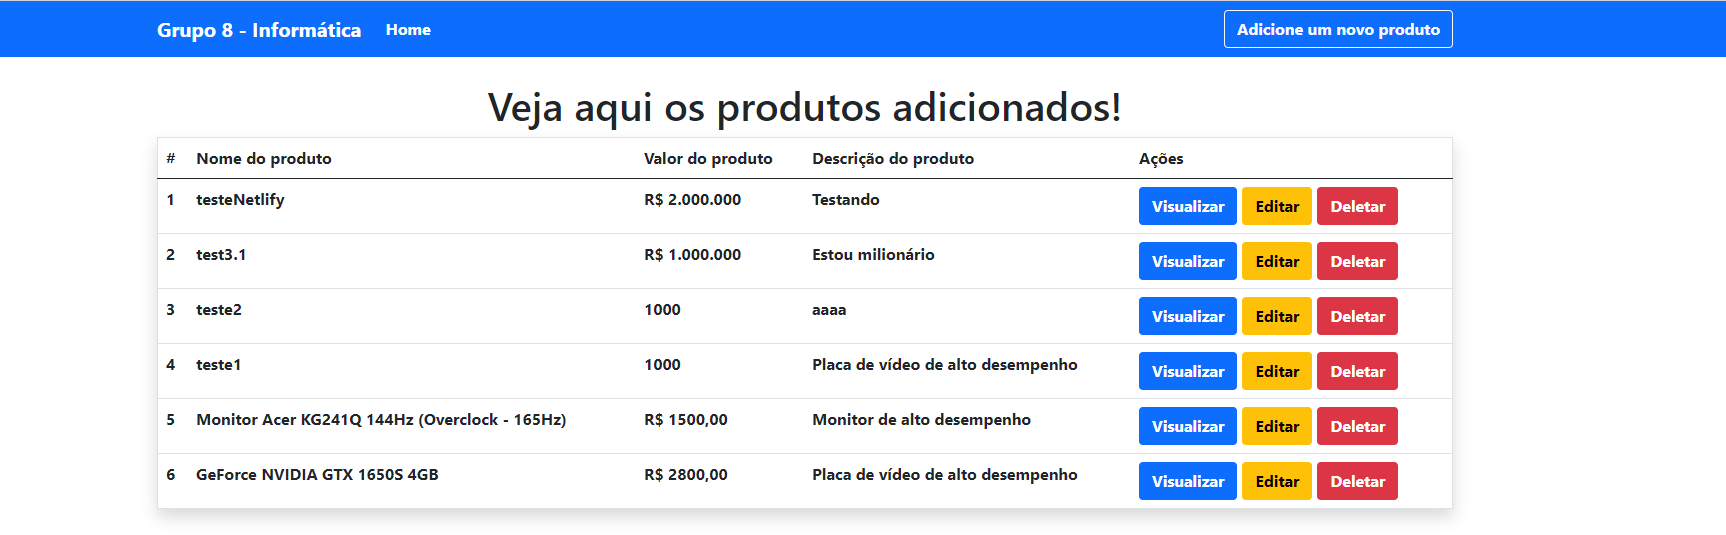 Grupo 8 - Informática Home Adicione um novo produto
Veja aqui os produtos adicionados!
# Nome do produto Valor do produto Descrição do produto Ações
1 testeNetlify R$ 2.000.000 Testando Visualizar Editar Deletar
2 test3.1 R$ 1.000.000 Estou milionário Visualizar Editar Deletar
3 teste2 1000 aaaa Visualizar Editar Deletar
4 teste1 1000 Placa de vídeo de alto desempenho Visualizar Editar Deletar
5 Monitor Acer KG241Q 144Hz (Overclock - 165Hz) R$ 1500,00 Monitor de alto desempenho Visualizar Editar Deletar
6 GeForce NVIDIA GTX 1650S 4GB R$ 2800,00 Placa de vídeo de alto desempenho Visualizar Editar Deletar